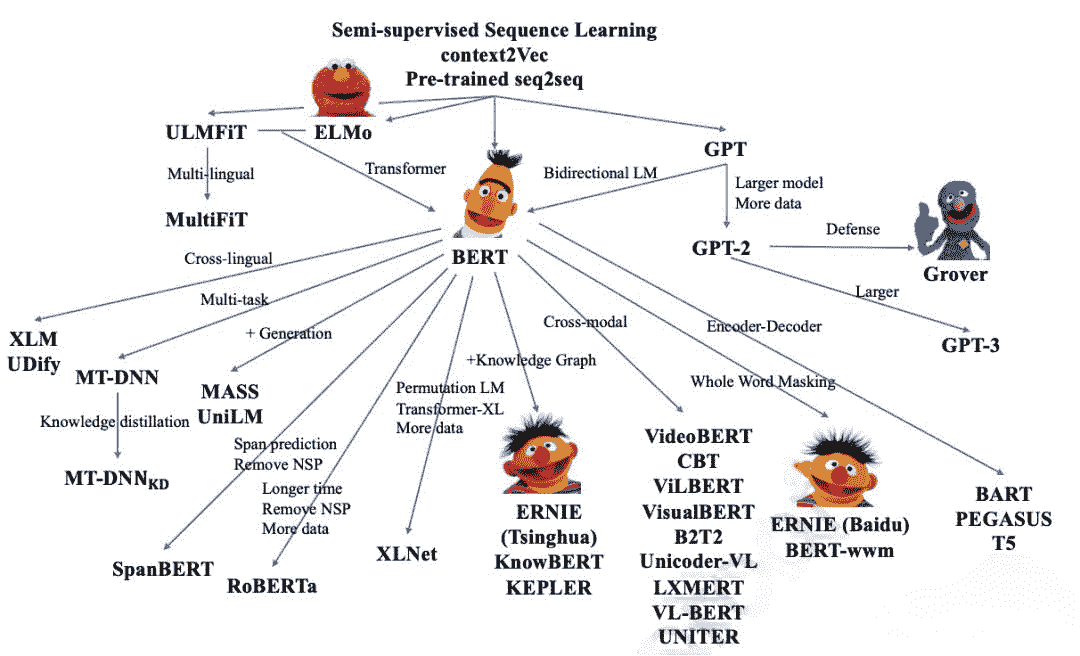 Semi-supervised Sequence Learning
context2Vec
Pre-trained seq2seq
ULMFiT
ELMo
GPT
Multi-lingual
Transformer
Bidirectional LM
Larger model
More data
MultiFiT
Defense
BERT
GPT-2
Grover
Cross-lingual
Multi-task
Larger
+ Generation
Cross-modal
Encoder-Decoder
XLM
UDify
GPT-3
MT-DNN
+Knowledge Graph
Whole Word Masking
MASS
UniLM
Permutation LM
Transformer-XL
More data
Knowledge distillation
Span prediction
Remove NSP
MT-DNNKD
Longer time
Remove NSP
More data
SpanBERT
RoBERTa
XLNet
ERNIE
(Tsinghua)
KnowBERT
KEPLER
VideoBERT
CBT
ViLBERT
VisualBERT
B2T2
Unicoder-VL
LXMERT
VL-BERT
UNITER
ERNIE (Baidu)
BERT-wwm
BART
PEGASUS
T5